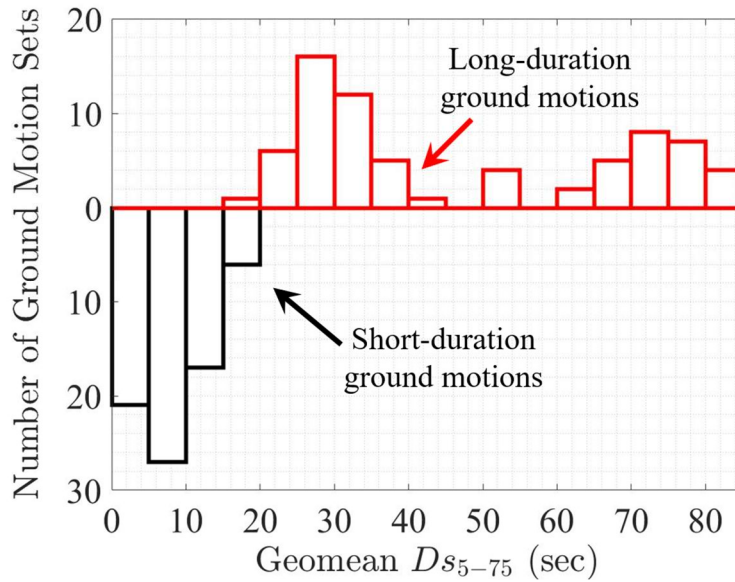 Number of Ground Motion Sets
20
10
0
10
20
30
Long-duration
ground motions
Short-duration
ground motions
0 10 20 30 40 50 60 70 80
Geomean Ds5−75 (sec)